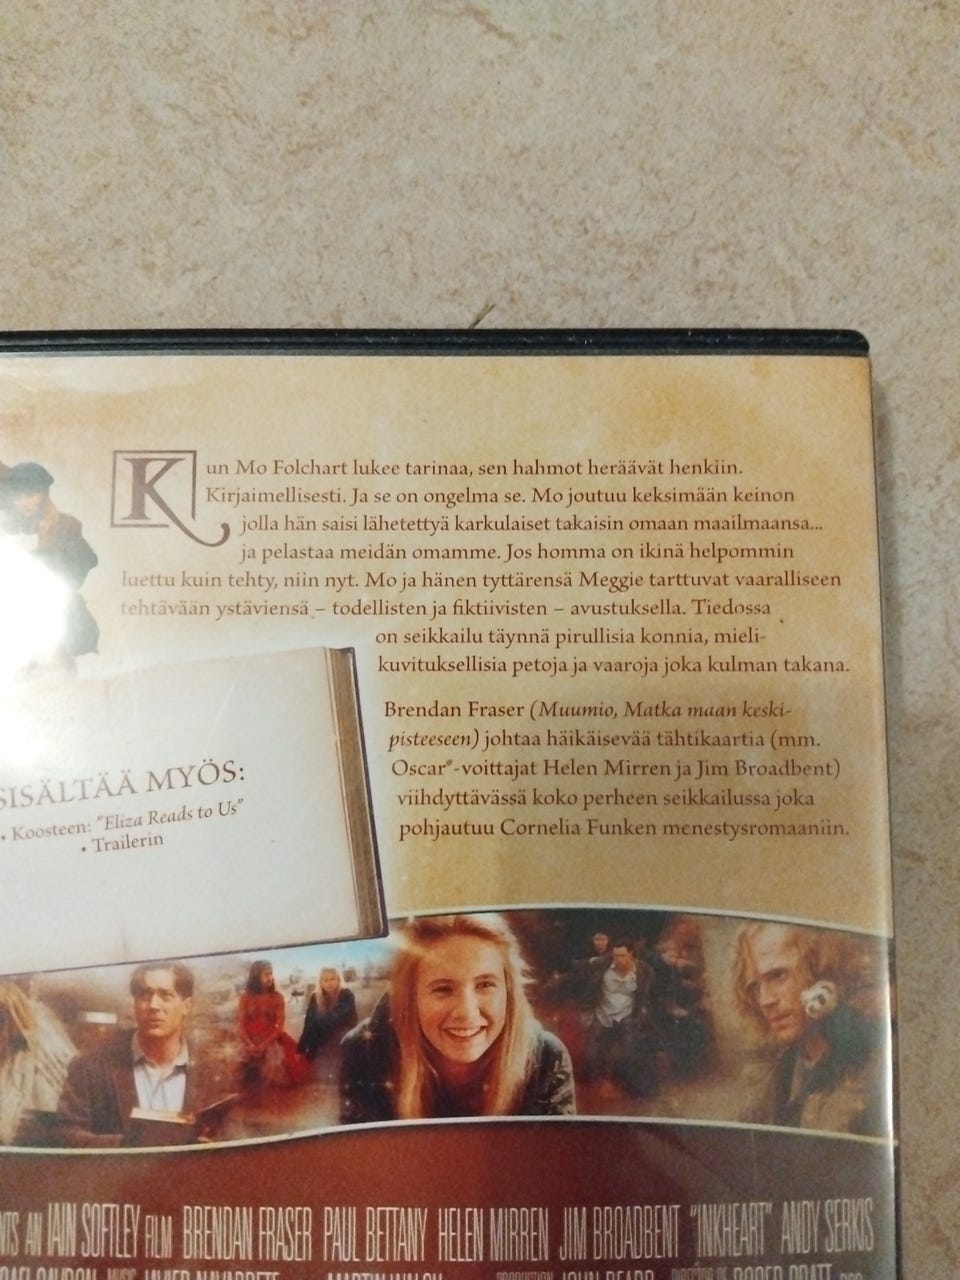 Kun Mo Folchart lukee tarinaa, sen hahmot heräävät henkiin.
Kirjaimellisesti. Ja se on ongelma se. Mo joutuu keksimään keinon
jolla hän saisi lähetettyä karkulaiset takaisin omaan maailmaansa...
ja pelastaa meidän omamme. Jos homma on ikinä helpommin
luettu kuin tehty, niin nyt. Mo ja hänen tyttärensä Meggie tarttuvat vaaralliseen
tehtävään ystäviensä – todellisten ja fiktiivisten – avustuksella. Tiedossa
on seikkailu täynnä pirullisia konnia, mieli-
kuvituksellisia petoja ja vaaroja joka kulman takana.
Brendan Fraser (Muumio, Matka maan keski-
pisteeseen) johtaa häikäisevää tähtikaartia (mm.
Oscar®-voittajat Helen Mirren ja Jim Broadbent)
viihdyttävässä koko perheen seikkailussa joka
pohjautuu Cornelia Funken menestysromaaniin.
SISÄLTÄÄ MYÖS:
• Koosteen: "Eliza Reads to Us"
• Trailerin
AN IAIN SOFTLEY FILM BRENDAN FRASER PAUL BETTANY HELEN MIRREN JIM BROADBENT "INKHEART" ANDY SERKIS